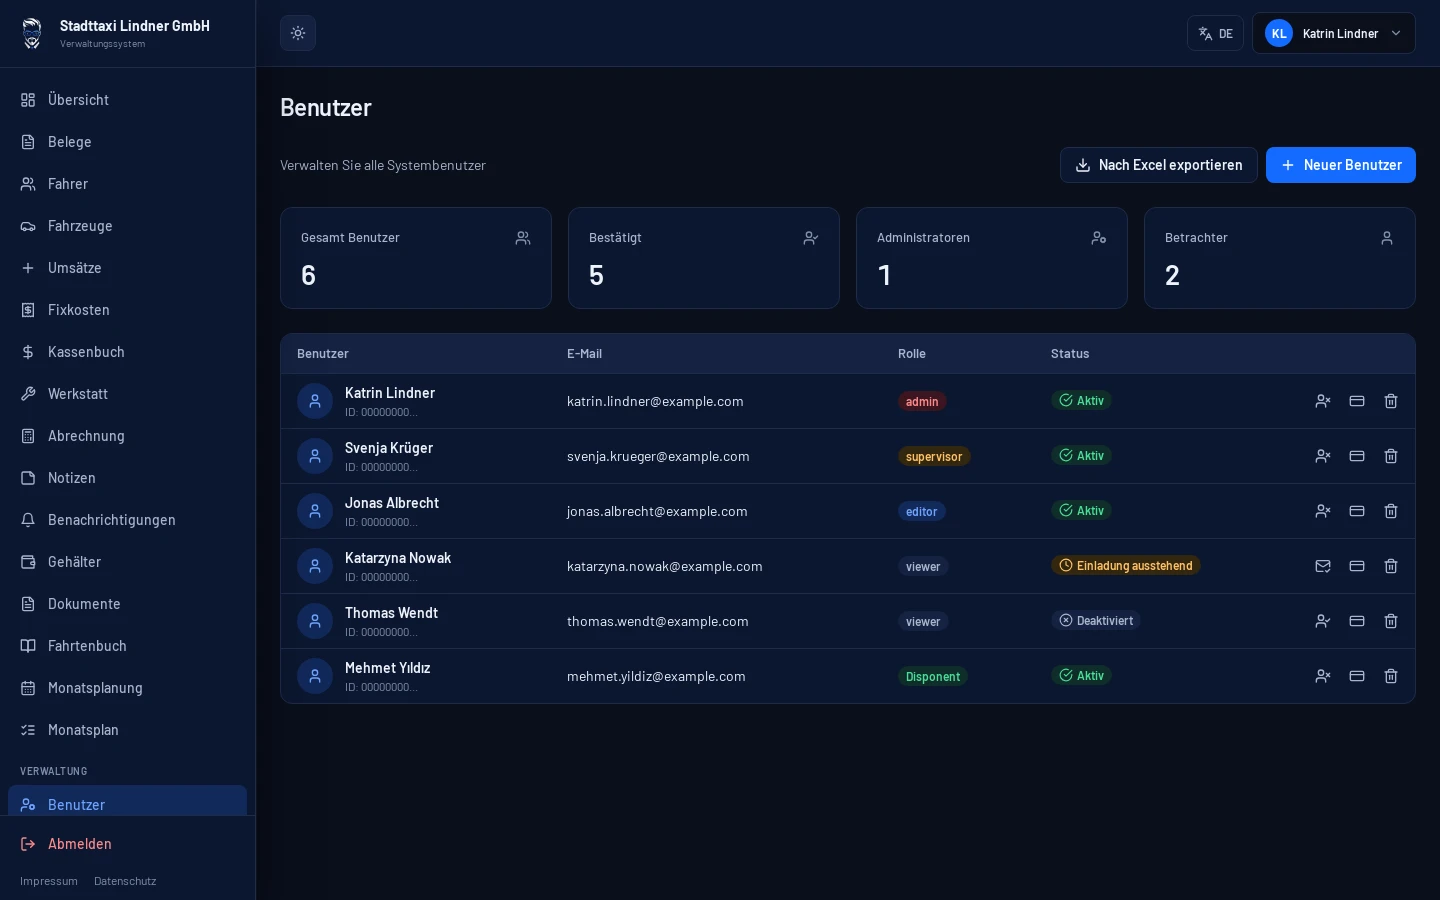 Stadttaxi Lindner GmbH
Verwaltungssystem
DE
KL
Katrin Lindner
Übersicht
Belege
Fahrer
Fahrzeuge
Umsätze
Fixkosten
Kassenbuch
Werkstatt
Abrechnung
Notizen
Benachrichtigungen
Gehälter
Dokumente
Fahrtenbuch
Monatsplanung
Monatsplan
VERWALTUNG
Benutzer
Abmelden
Impressum Datenschutz
Benutzer
Verwalten Sie alle Systembenutzer
Nach Excel exportieren
Neuer Benutzer
Gesamt Benutzer
6
Bestätigt
5
Administratoren
1
Betrachter
2
Benutzer E-Mail Rolle Status
Katrin Lindner
ID: 00000000...
katrin.lindner@example.com admin Aktiv
Svenja Krüger
ID: 00000000...
svenja.krueger@example.com supervisor Aktiv
Jonas Albrecht
ID: 00000000...
jonas.albrecht@example.com editor Aktiv
Katarzyna Nowak
ID: 00000000...
katarzyna.nowak@example.com viewer Einladung ausstehend
Thomas Wendt
ID: 00000000...
thomas.wendt@example.com viewer Deaktiviert
Mehmet Yıldız
ID: 00000000...
mehmet.yildiz@example.com Disponent Aktiv